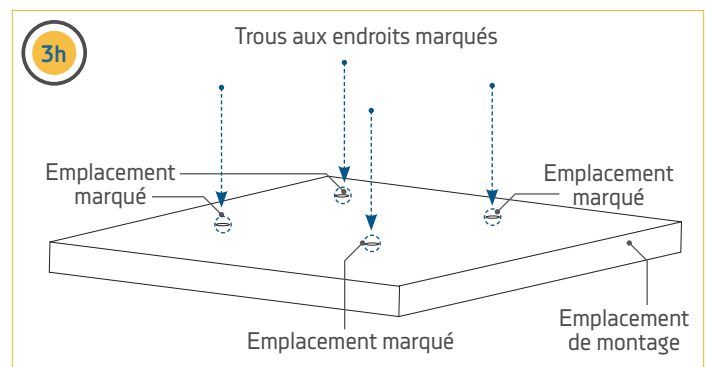 3h
Trous aux endroits marqués
Emplacement
marqué
Emplacement
marqué
Emplacement marqué
Emplacement
de montage